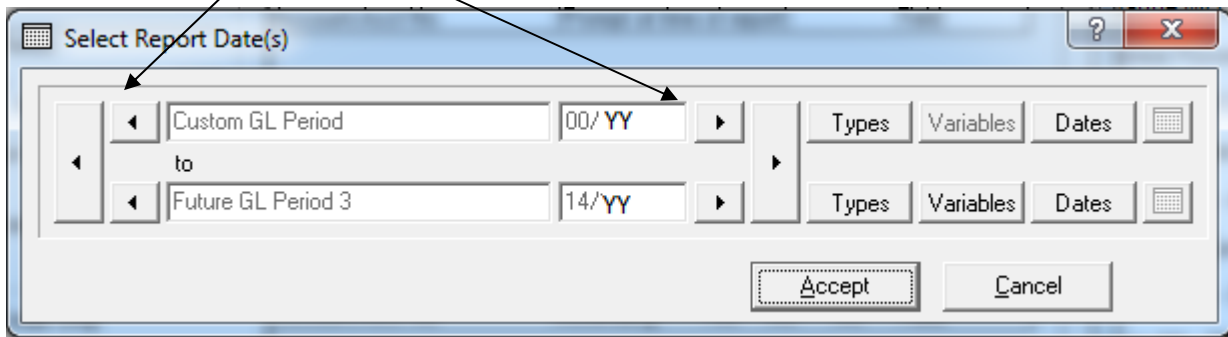 Select Report Date(s)
Custom GL Period 00/ YY Types Variables Dates
to
Future GL Period 3 14/YY Types Variables Dates
Accept Cancel